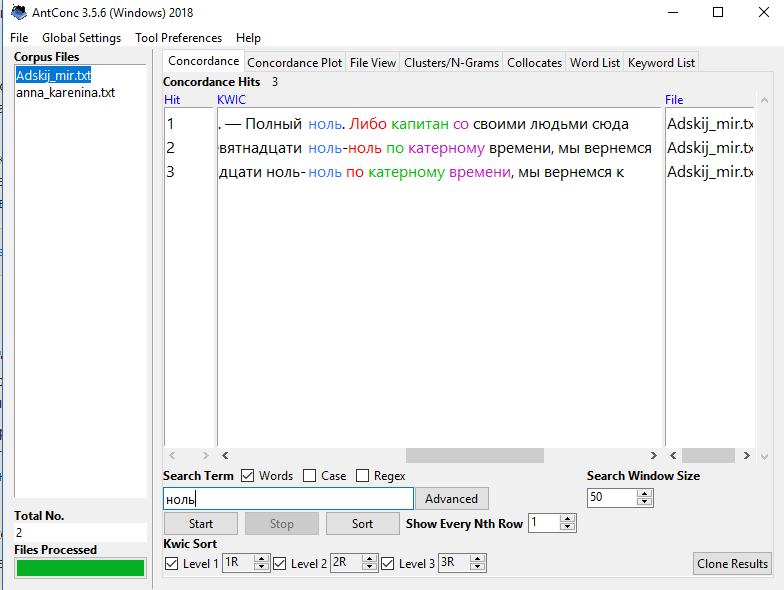 AntConc 3.5.6 (Windows) 2018
File Global Settings Tool Preferences Help
Corpus Files
Adskij_mir.txt
anna_karenina.txt
Total No.
2
Files Processed
Concordance Concordance Plot File View Clusters/N-Grams Collocates Word List Keyword List
Concordance Hits 3
Hit KWIC File
1 . — Полный ноль. Либо капитан со своими людьми сюда Adskij_mir.tx
2 вятнадцати ноль-ноль по катерному времени, мы вернемся Adskij_mir.tx
3 дцати ноль-ноль по катерному времени, мы вернемся к Adskij_mir.tx
Search Term Words Case Regex Search Window Size
ноль Advanced 50
Start Stop Sort Show Every Nth Row 1
Kwic Sort
Level 1 1R Level 2 2R Level 3 3R Clone Results